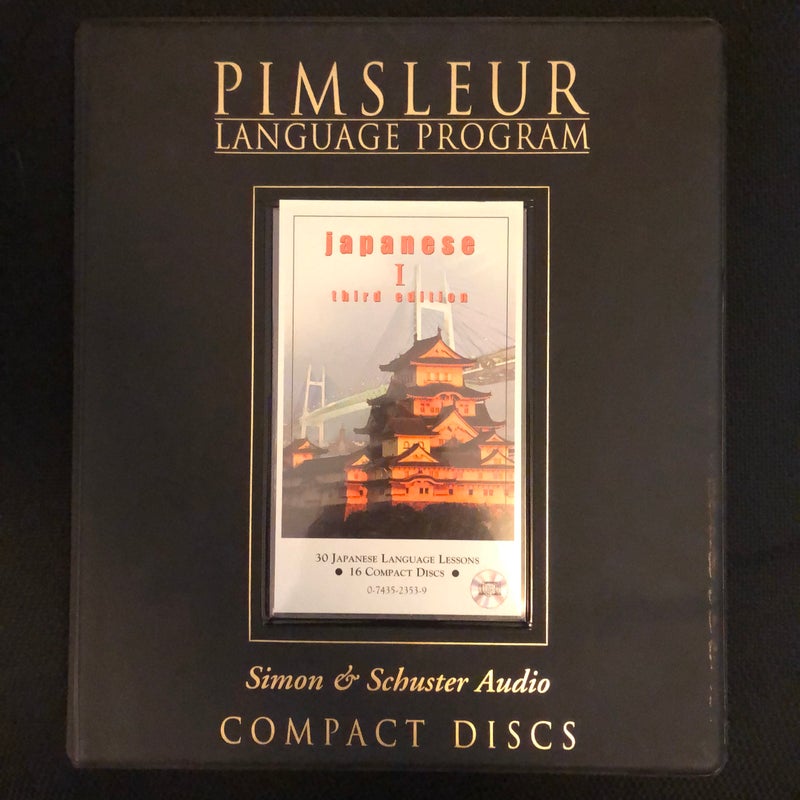 PIMSLEUR
LANGUAGE PROGRAM
japanese
I
third edition
30 JAPANESE LANGUAGE LESSONS
● 16 COMPACT DISCS ●
0-7435-2353-9
Simon & Schuster Audio
COMPACT DISCS